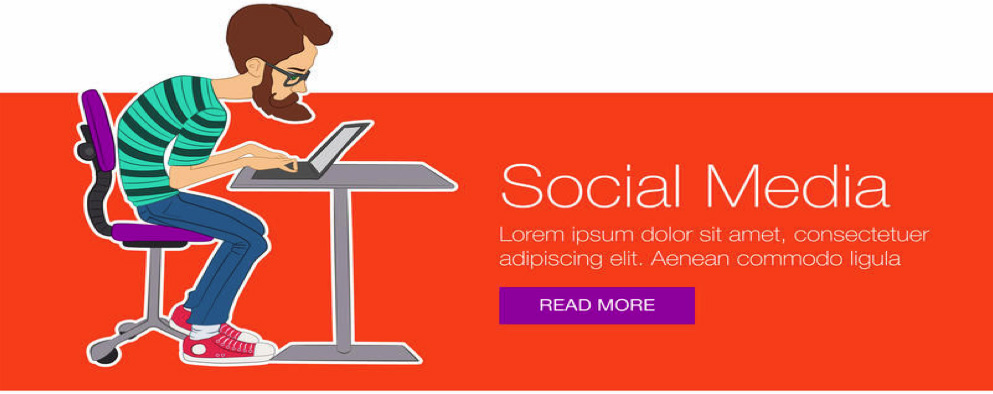 Social Media
Lorem ipsum dolor sit amet, consectetuer
adipiscing elit. Aenean commodo ligula
READ MORE